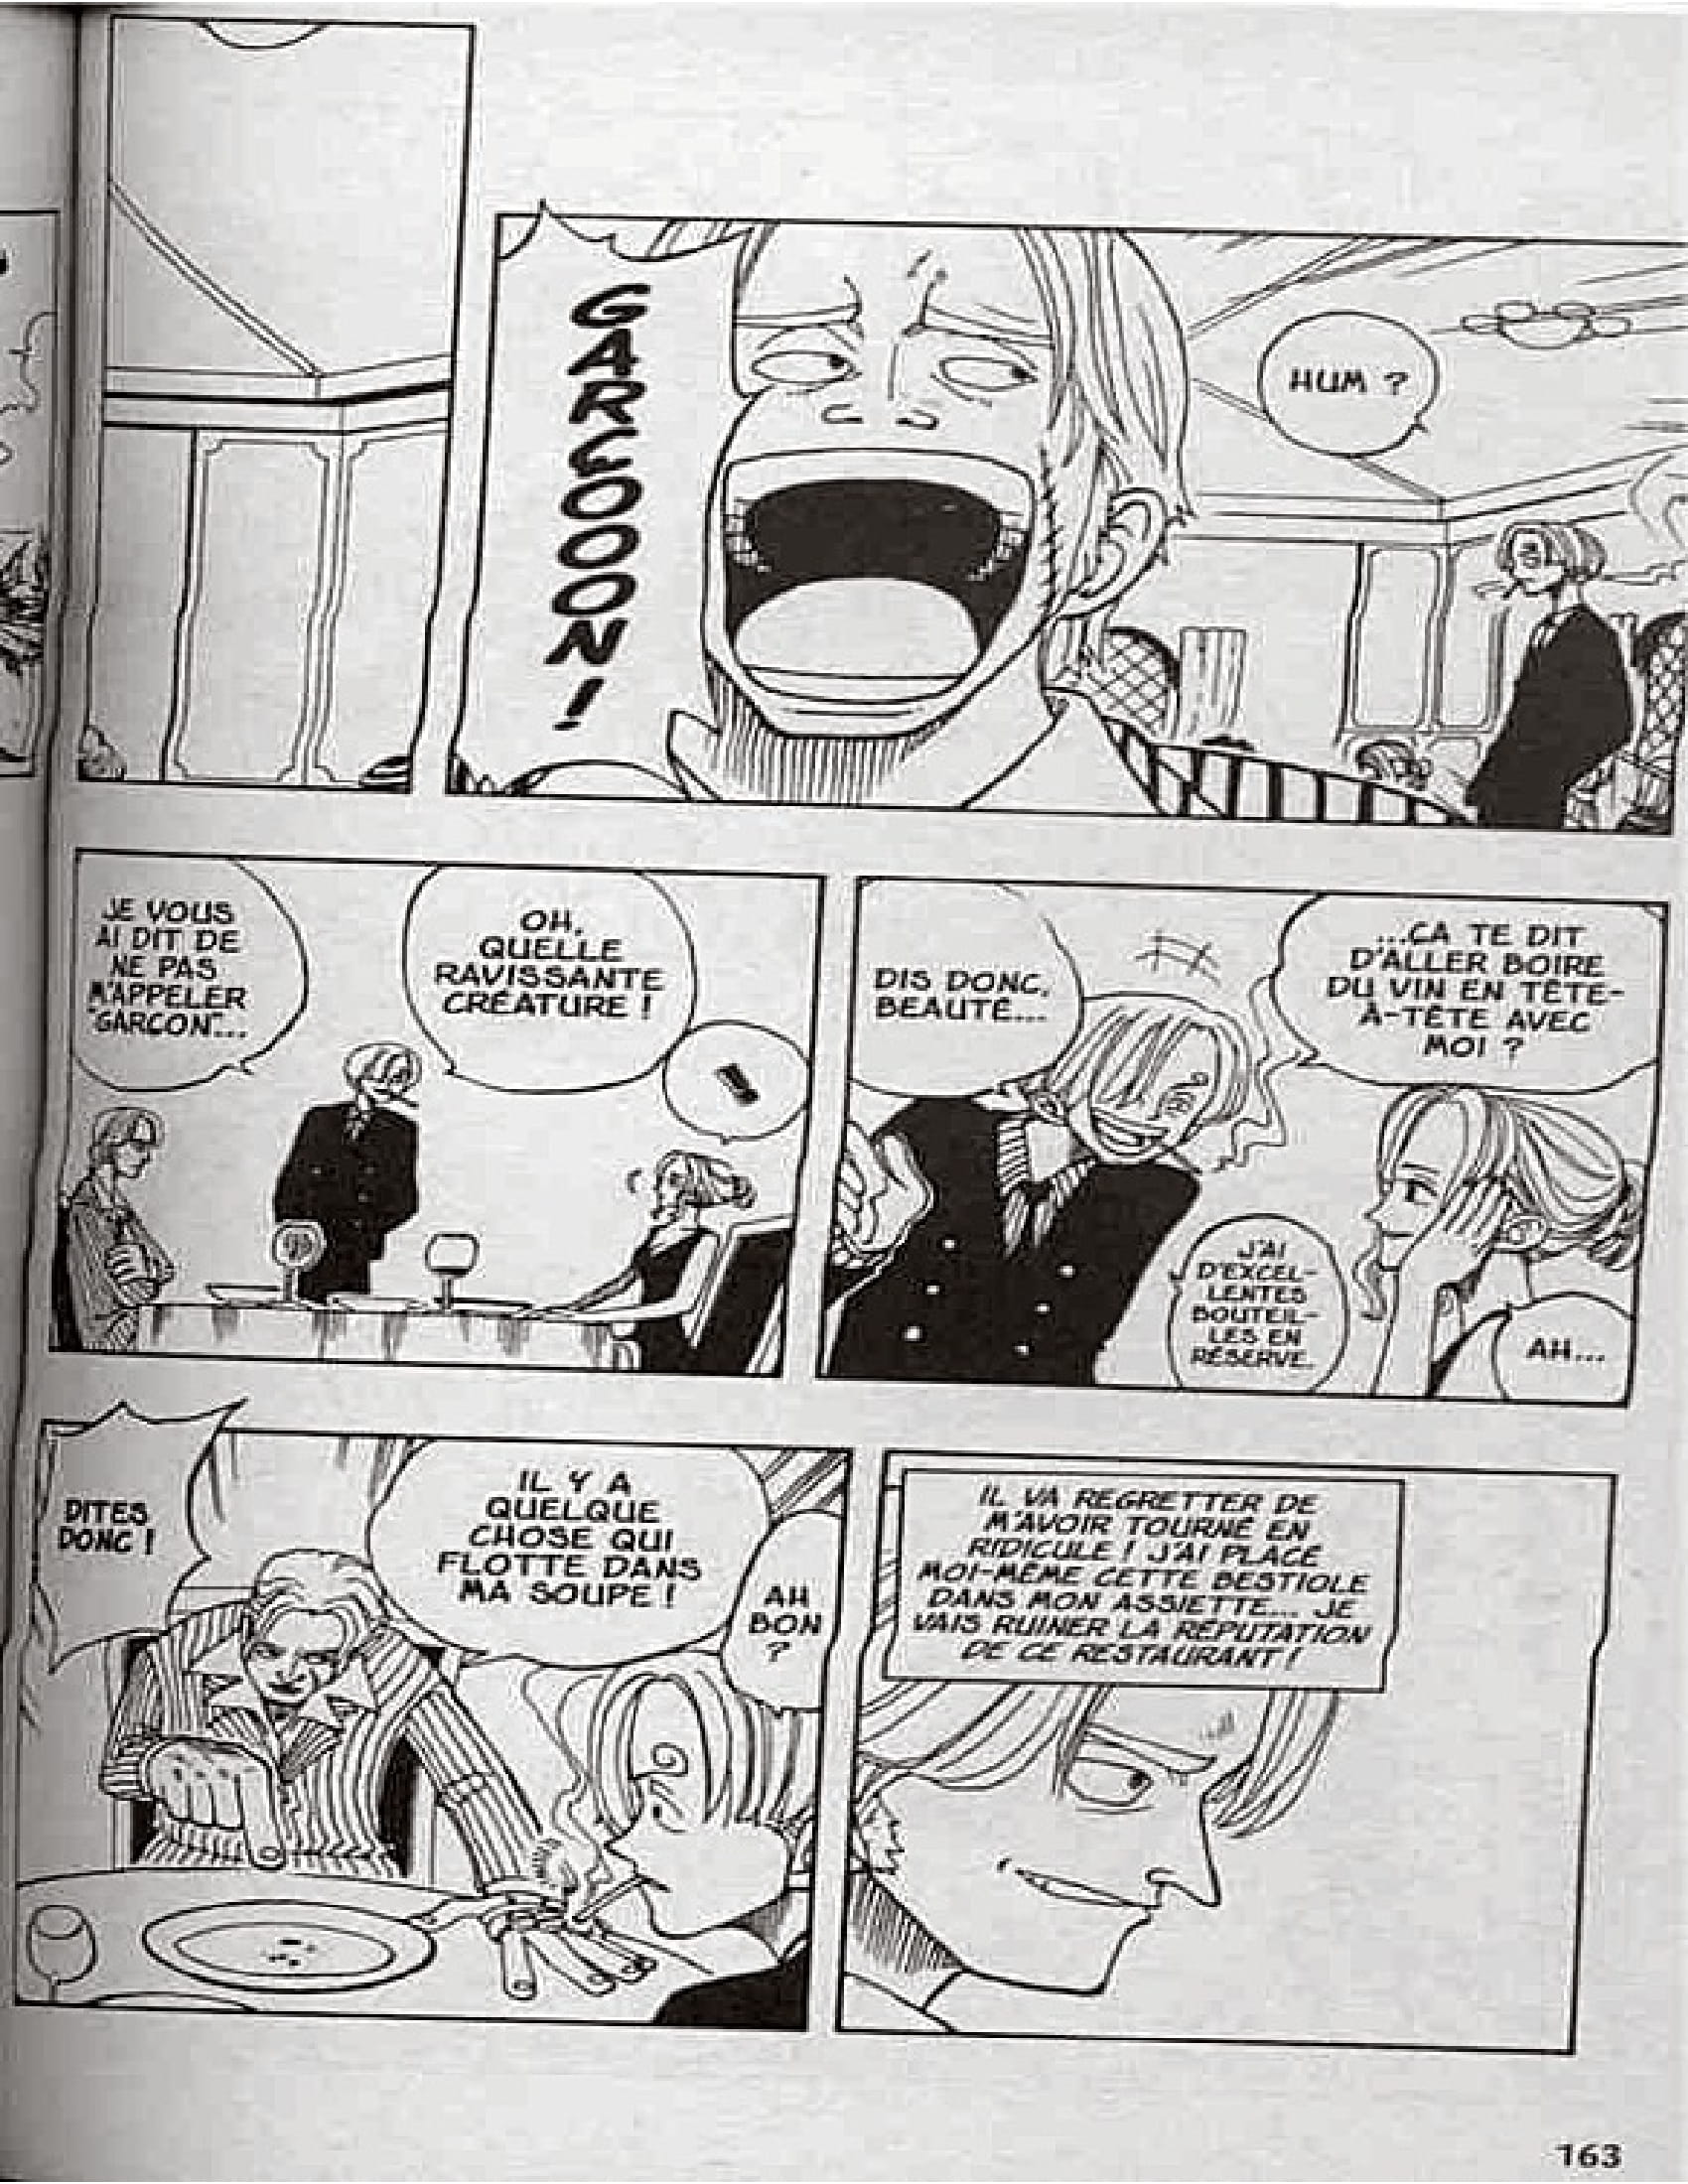 GARÇOOON !
HUM ?
JE VOUS
AI DIT DE
NE PAS
M'APPELER
"GARÇON"...
OH,
QUELLE
RAVISSANTE
CRÉATURE !
!!
DIS DONC,
BEAUTÉ...
...ÇA TE DIT
D'ALLER BOIRE
DU VIN EN TÊTE-
À-TÊTE AVEC
MOI ?
J'AI
D'EXCEL-
LENTES
BOUTEIL-
LES EN
RÉSERVE.
AH...
DITES
DONC !
IL Y A
QUELQUE
CHOSE QUI
FLOTTE DANS
MA SOUPE !
AH
BON
?
IL VA REGRETTER DE
M'AVOIR TOURNÉ EN
RIDICULE ! J'AI PLACÉ
MOI-MÊME CETTE BESTIOLE
DANS MON ASSIETTE... JE
VAIS RUINER LA RÉPUTATION
DE CE RESTAURANT !
163